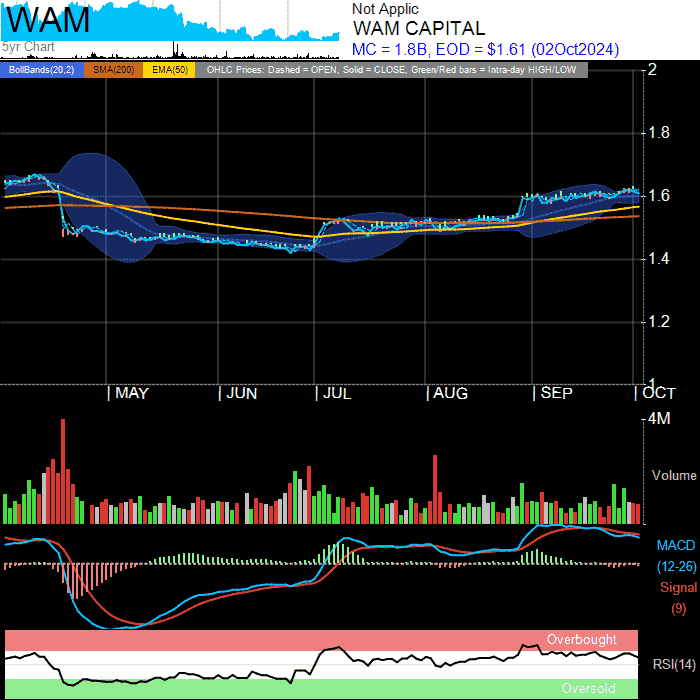 WAM
5yr Chart
Not Applic
WAM CAPITAL
MC = 1.8B, EOD = $1.61 (02Oct2024)
BollBands(20,2) SMA(200) EMA(50) OHLC Prices: Dashed = OPEN, Solid = CLOSE, Green/Red bars = Intra-day HIGH/LOW
2
1.8
1.6
1.4
1.2
1
MAY JUN JUL AUG SEP OCT
4M
Volume
MACD
(12-26)
Signal
(9)
Overbought
RSI(14)
Oversold